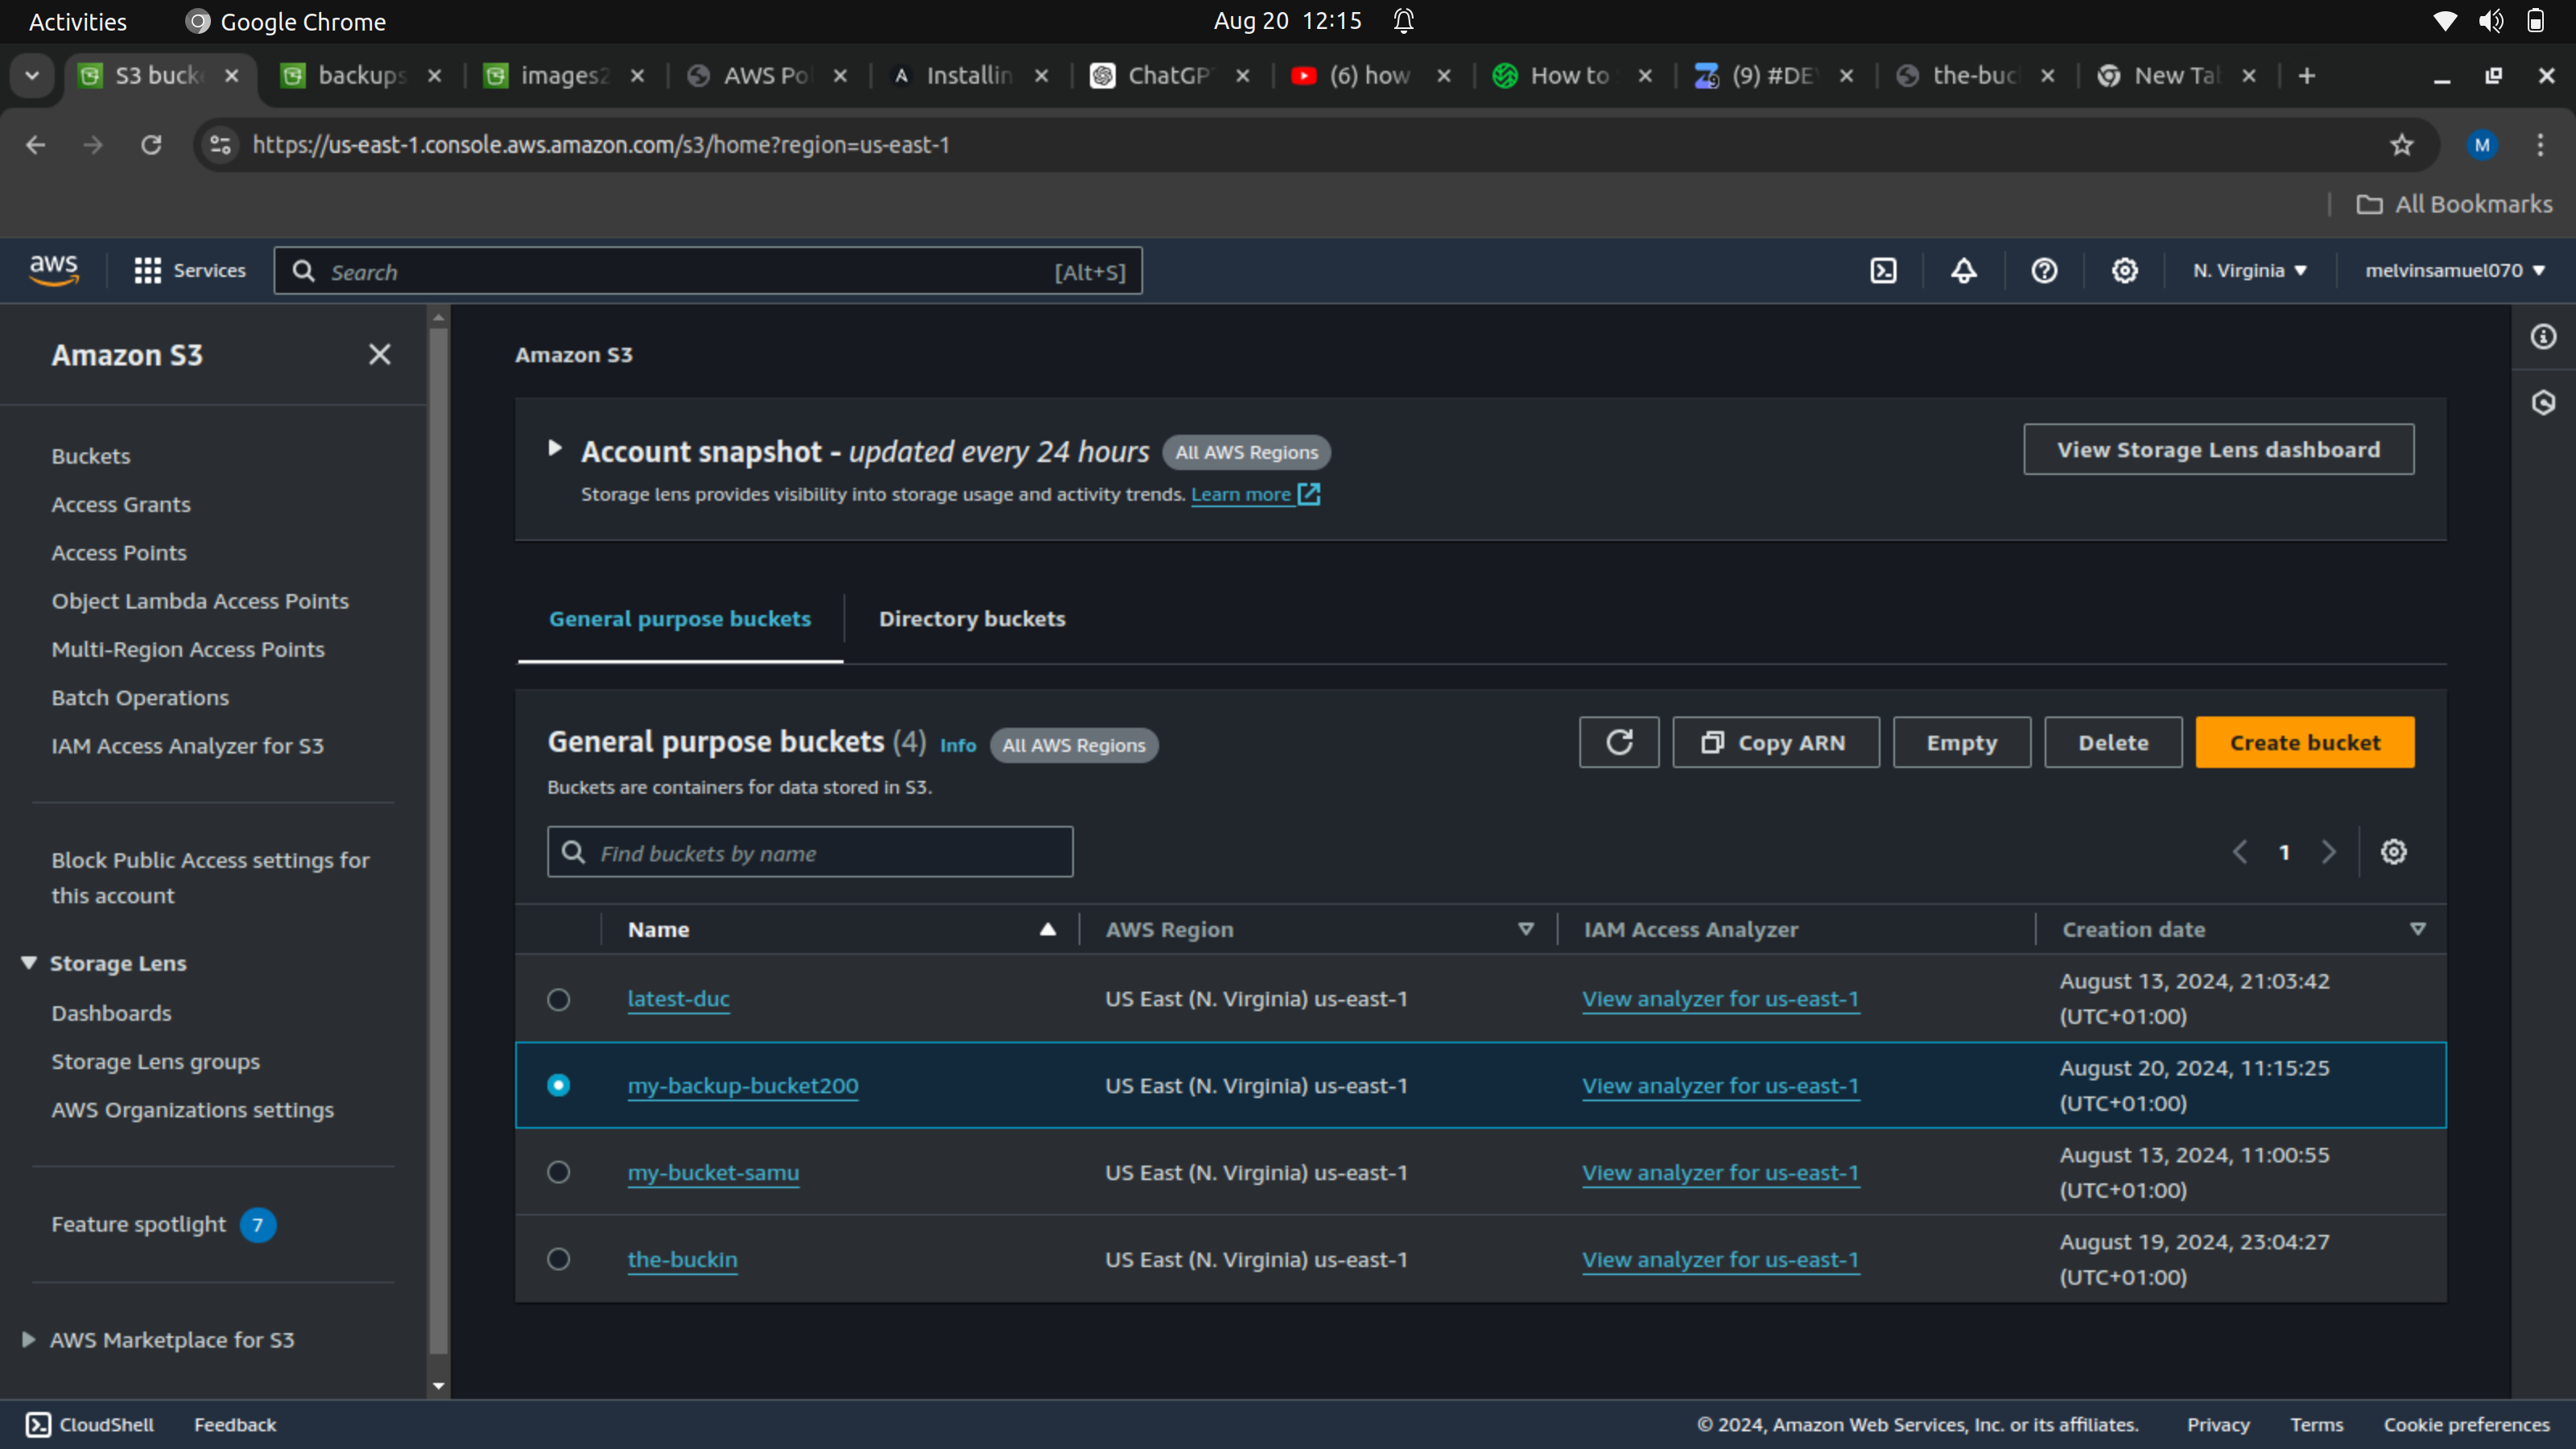 Activities
Google Chrome
Aug 20 12:15
S3 buck
backups
images2
AWS Po
Installin
ChatGP
(6) how
How to
(9) #DE
the-buc
New Ta
https://us-east-1.console.aws.amazon.com/s3/home?region=us-east-1
M
All Bookmarks
aws
Services
Search
[Alt+S]
N. Virginia
melvinsamuel070
Amazon S3
Buckets
Access Grants
Access Points
Object Lambda Access Points
Multi-Region Access Points
Batch Operations
IAM Access Analyzer for S3
Block Public Access settings for
this account
Storage Lens
Dashboards
Storage Lens groups
AWS Organizations settings
Feature spotlight 7
AWS Marketplace for S3
Amazon S3
Account snapshot - updated every 24 hours All AWS Regions
Storage lens provides visibility into storage usage and activity trends. Learn more
View Storage Lens dashboard
General purpose buckets
Directory buckets
General purpose buckets (4) Info All AWS Regions
Buckets are containers for data stored in S3.
Copy ARN
Empty
Delete
Create bucket
Find buckets by name
1
Name AWS Region IAM Access Analyzer Creation date
latest-duc US East (N. Virginia) us-east-1 View analyzer for us-east-1 August 13, 2024, 21:03:42
(UTC+01:00)
my-backup-bucket200 US East (N. Virginia) us-east-1 View analyzer for us-east-1 August 20, 2024, 11:15:25
(UTC+01:00)
my-bucket-samu US East (N. Virginia) us-east-1 View analyzer for us-east-1 August 13, 2024, 11:00:55
(UTC+01:00)
the-buckin US East (N. Virginia) us-east-1 View analyzer for us-east-1 August 19, 2024, 23:04:27
(UTC+01:00)
CloudShell
Feedback
© 2024, Amazon Web Services, Inc. or its affiliates.
Privacy
Terms
Cookie preferences